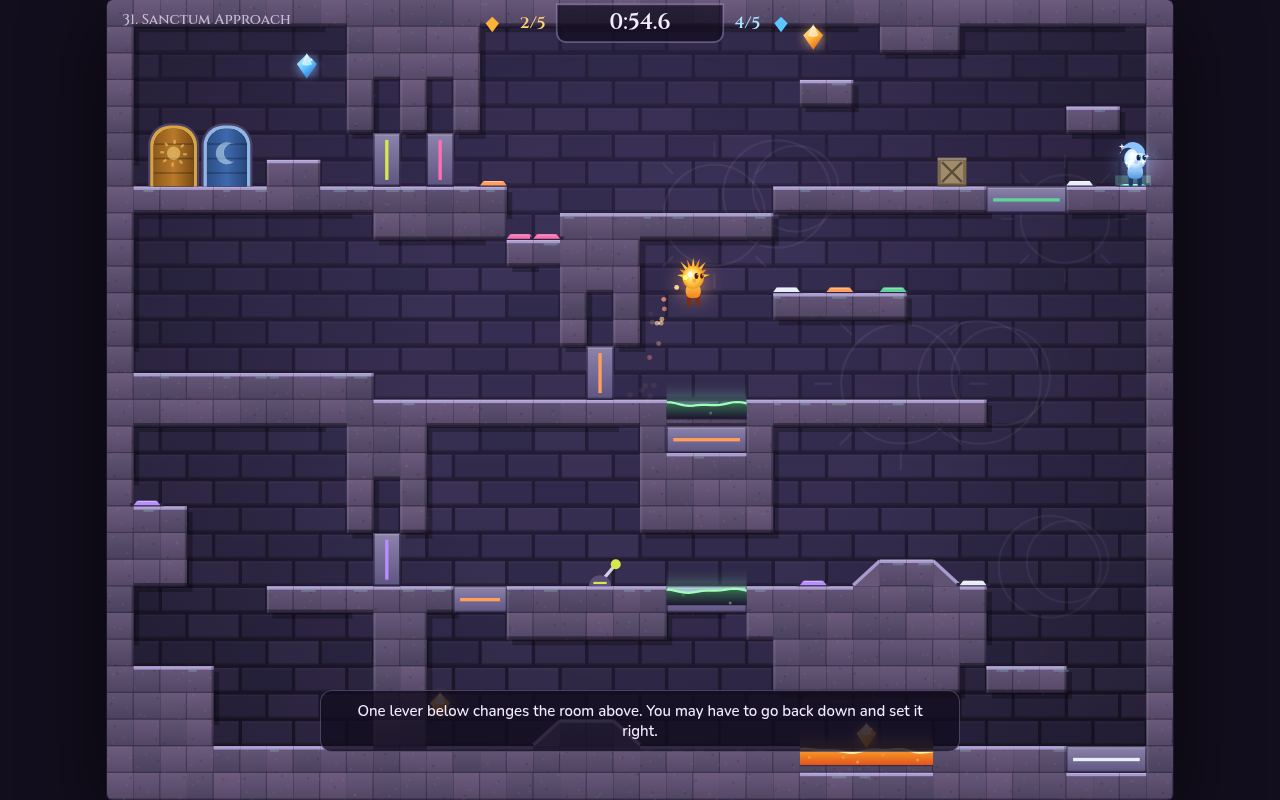 31. Sanctum Approach
2/5
0:54.6
4/5
One lever below changes the room above. You may have to go back down and set it
right.